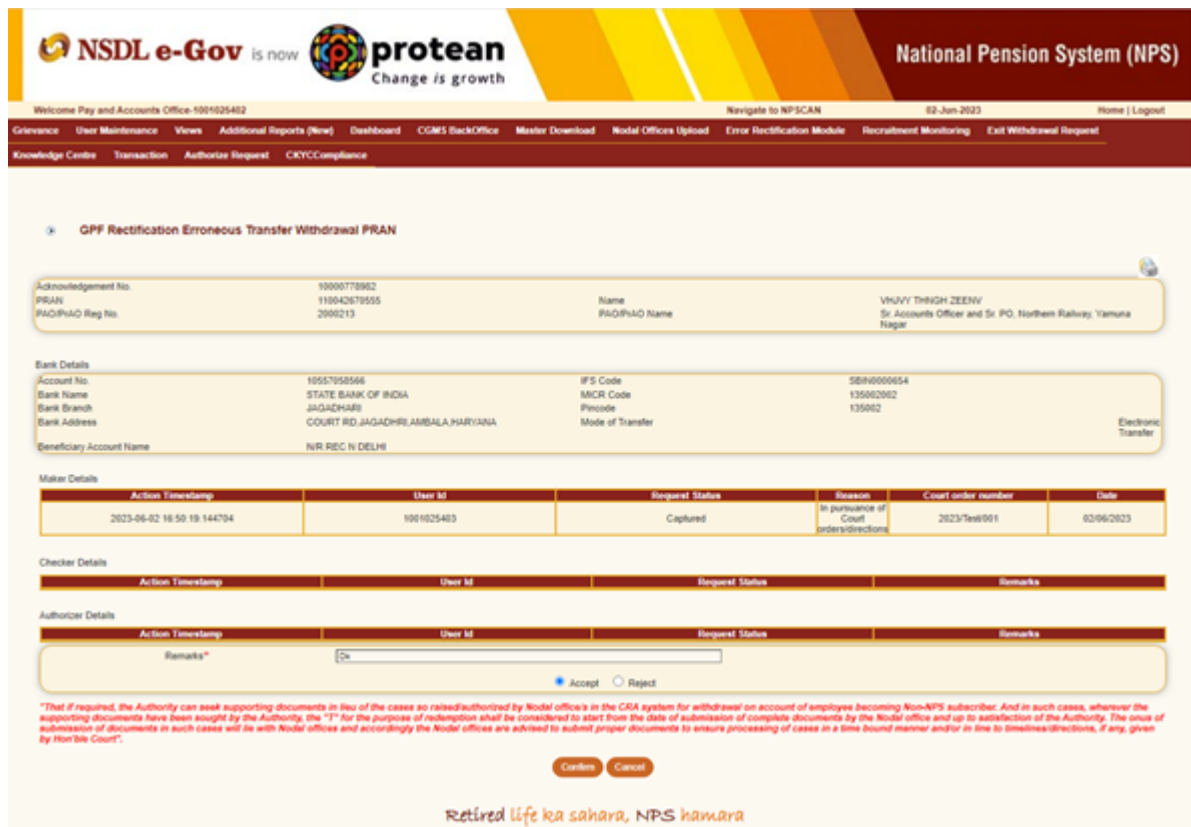 NSDL e-Gov is now protean
Change is growth
National Pension System (NPS)
Welcome Pay and Accounts Office-1001025402 Navigate to NPSCAN 02-Jun-2023 Home | Logout
Grievance User Maintenance Views Additional Reports (New) Dashboard CGMS BackOffice Master Download Nodal Offices Upload Error Rectification Module Recruitment Monitoring Exit Withdrawal Request
Knowledge Centre Transaction Authorize Request CKYCCompliance
GPF Rectification Erroneous Transfer Withdrawal PRAN
Acknowledgement No. 10000778982
PRAN 110042670555 Name VHJVY THNGH ZEENV
PAO/PrAO Reg No. 2000213 PAO/PrAO Name Sr. Accounts Officer and Sr. PO, Northern Railway, Yamuna
Nagar
Bank Details
Account No. 10557058566 IFS Code SBIN0000654
Bank Name STATE BANK OF INDIA MICR Code 135002002
Bank Branch JAGADHARI Pincode 135002
Bank Address COURT RD,JAGADHRI,AMBALA,HARYANA Mode of Transfer Electronic
Transfer
Beneficiary Account Name N/R REC N DELHI
Maker Details
Action Timestamp User Id Request Status Reason Court order number Date
2023-06-02 16:50:19.144704 1001025403 Captured In pursuance of
Court
orders/directions 2023/Test/001 02/06/2023
Checker Details
Action Timestamp User Id Request Status Remarks
Authorizer Details
Action Timestamp User Id Request Status Remarks
Remarks* Ok
Accept Reject
"That if required, the Authority can seek supporting documents in lieu of the cases so raised/authorized by Nodal office/s in the CRA system for withdrawal on account of employee becoming Non-NPS subscriber. And in such cases, wherever the
supporting documents have been sought by the Authority, the "T" for the purpose of redemption shall be considered to start from the date of submission of complete documents by the Nodal office and up to satisfaction of the Authority. The onus of
submission of documents in such cases will lie with Nodal offices and accordingly the Nodal offices are advised to submit proper documents to ensure processing of cases in a time bound manner and/or in line to timelines/directions, if any, given
by Hon'ble Court".
Confirm Cancel
Retired life ka sahara, NPS hamara